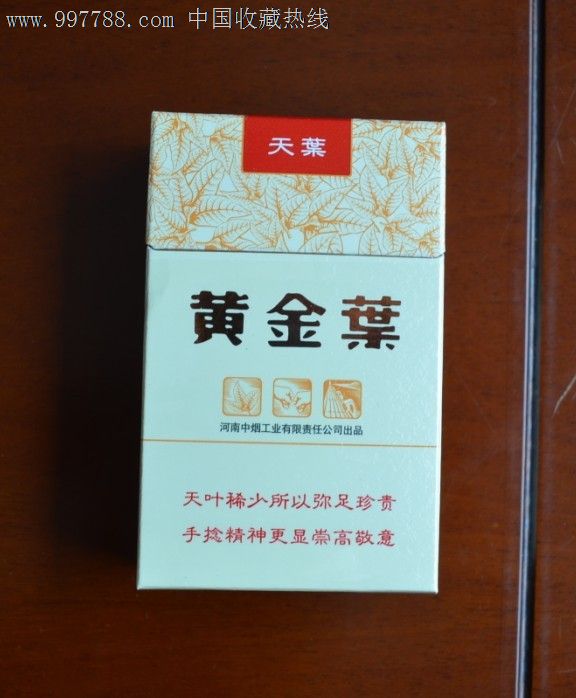 www.997788.com 中国收藏热线
天葉
黄金葉
河南中烟工业有限责任公司出品
天叶稀少所以弥足珍贵
手捻精神更显崇高敬意